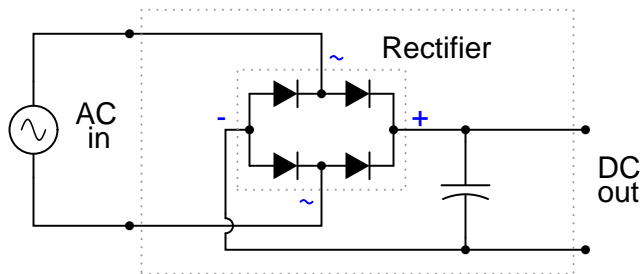 Rectifier
~
AC
in
-
+
~
DC
out